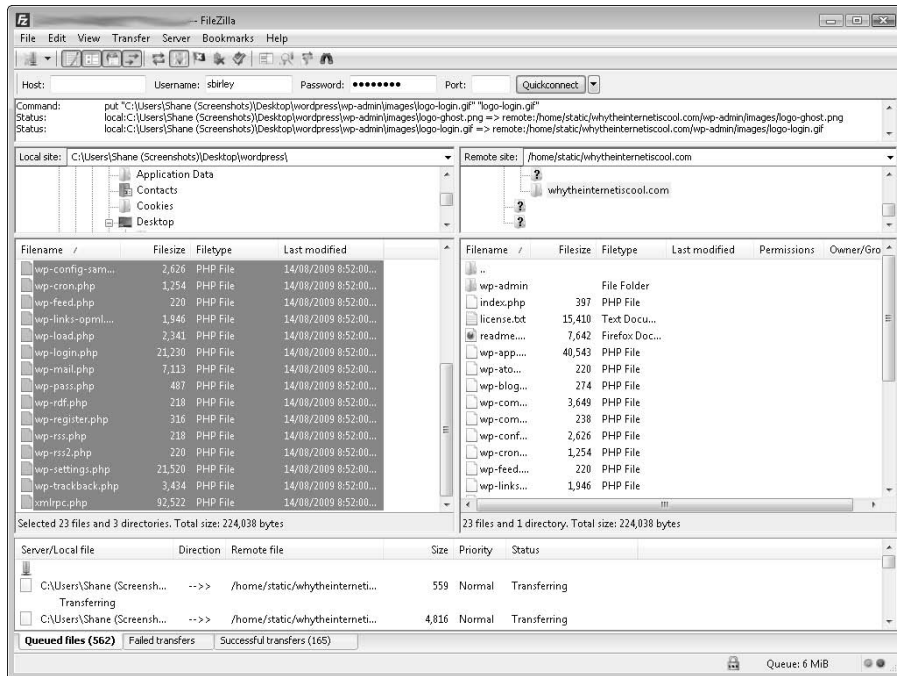 Fz — FileZilla
File Edit View Transfer Server Bookmarks Help
Host: Username: sbirley Password: •••••••• Port: Quickconnect
Command: put "C:\Users\Shane (Screenshots)\Desktop\wordpress\wp-admin\images\logo-login.gif" "logo-login.gif"
Status: local:C:\Users\Shane (Screenshots)\Desktop\wordpress\wp-admin\images\logo-ghost.png => remote:/home/static/whytheinternetiscool.com/wp-admin/images/logo-ghost.png
Status: local:C:\Users\Shane (Screenshots)\Desktop\wordpress\wp-admin\images\logo-login.gif => remote:/home/static/whytheinternetiscool.com/wp-admin/images/logo-login.gif
Local site: C:\Users\Shane (Screenshots)\Desktop\wordpress\
Application Data
Contacts
Cookies
Desktop
Remote site: /home/static/whytheinternetiscool.com
?
whytheinternetiscool.com
?
?
Filename / Filesize Filetype Last modified
wp-config-sam... 2,626 PHP File 14/08/2009 8:52:00...
wp-cron.php 1,254 PHP File 14/08/2009 8:52:00...
wp-feed.php 220 PHP File 14/08/2009 8:52:00...
wp-links-opml.... 1,946 PHP File 14/08/2009 8:52:00...
wp-load.php 2,341 PHP File 14/08/2009 8:52:00...
wp-login.php 21,230 PHP File 14/08/2009 8:52:00...
wp-mail.php 7,113 PHP File 14/08/2009 8:52:00...
wp-pass.php 487 PHP File 14/08/2009 8:52:00...
wp-rdf.php 218 PHP File 14/08/2009 8:52:00...
wp-register.php 316 PHP File 14/08/2009 8:52:00...
wp-rss.php 218 PHP File 14/08/2009 8:52:00...
wp-rss2.php 220 PHP File 14/08/2009 8:52:00...
wp-settings.php 21,520 PHP File 14/08/2009 8:52:00...
wp-trackback.php 3,434 PHP File 14/08/2009 8:52:00...
xmlrpc.php 92,522 PHP File 14/08/2009 8:52:00...
Selected 23 files and 3 directories. Total size: 224,038 bytes
Filename / Filesize Filetype Last modified Permissions Owner/Gro
..
wp-admin File Folder
index.php 397 PHP File
license.txt 15,410 Text Docu...
readme.... 7,642 Firefox Doc...
wp-app.... 40,543 PHP File
wp-ato... 220 PHP File
wp-blog... 274 PHP File
wp-com... 3,649 PHP File
wp-com... 238 PHP File
wp-conf... 2,626 PHP File
wp-cron... 1,254 PHP File
wp-feed.... 220 PHP File
wp-links... 1,946 PHP File
23 files and 1 directory. Total size: 224,038 bytes
Server/Local file Direction Remote file Size Priority Status
C:\Users\Shane (Screensh... -->> /home/static/whytheinterneti... 559 Normal Transferring
Transferring
C:\Users\Shane (Screensh... -->> /home/static/whytheinterneti... 4,816 Normal Transferring
Queued files (562) Failed transfers Successful transfers (165)
Queue: 6 MiB